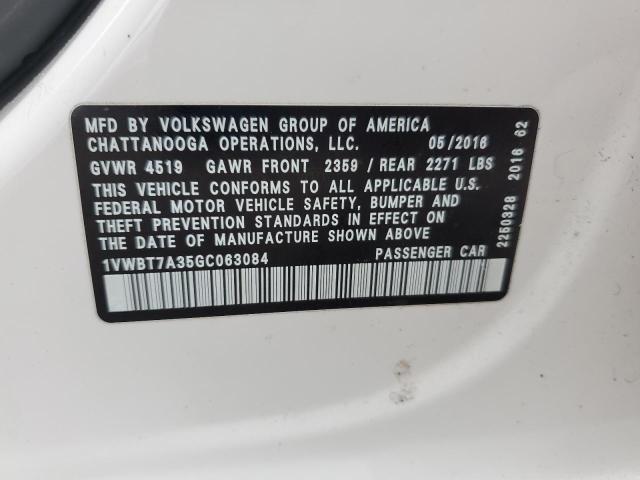 MFD BY VOLKSWAGEN GROUP OF AMERICA
CHATTANOOGA OPERATIONS, LLC. 05/2016
GVWR 4519 GAWR FRONT 2359 / REAR 2271 LBS
THIS VEHICLE CONFORMS TO ALL APPLICABLE U.S.
FEDERAL MOTOR VEHICLE SAFETY, BUMPER AND
THEFT PREVENTION STANDARDS IN EFFECT ON
THE DATE OF MANUFACTURE SHOWN ABOVE
1VWBT7A35GC063084 PASSENGER CAR
2250328 2016 62